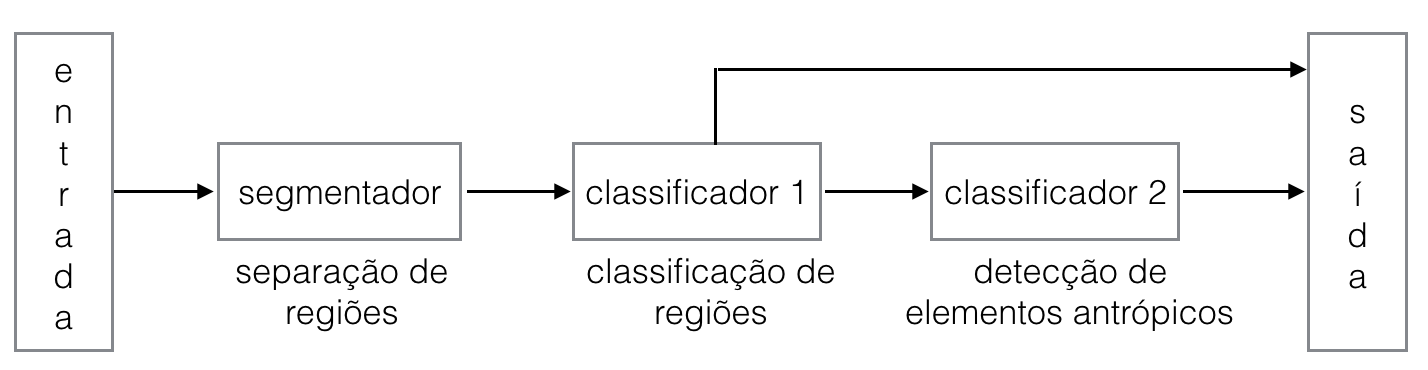 entrada
segmentador
separação de
regiões
classificador 1
classificação de
regiões
classificador 2
detecção de
elementos antrópicos
saída